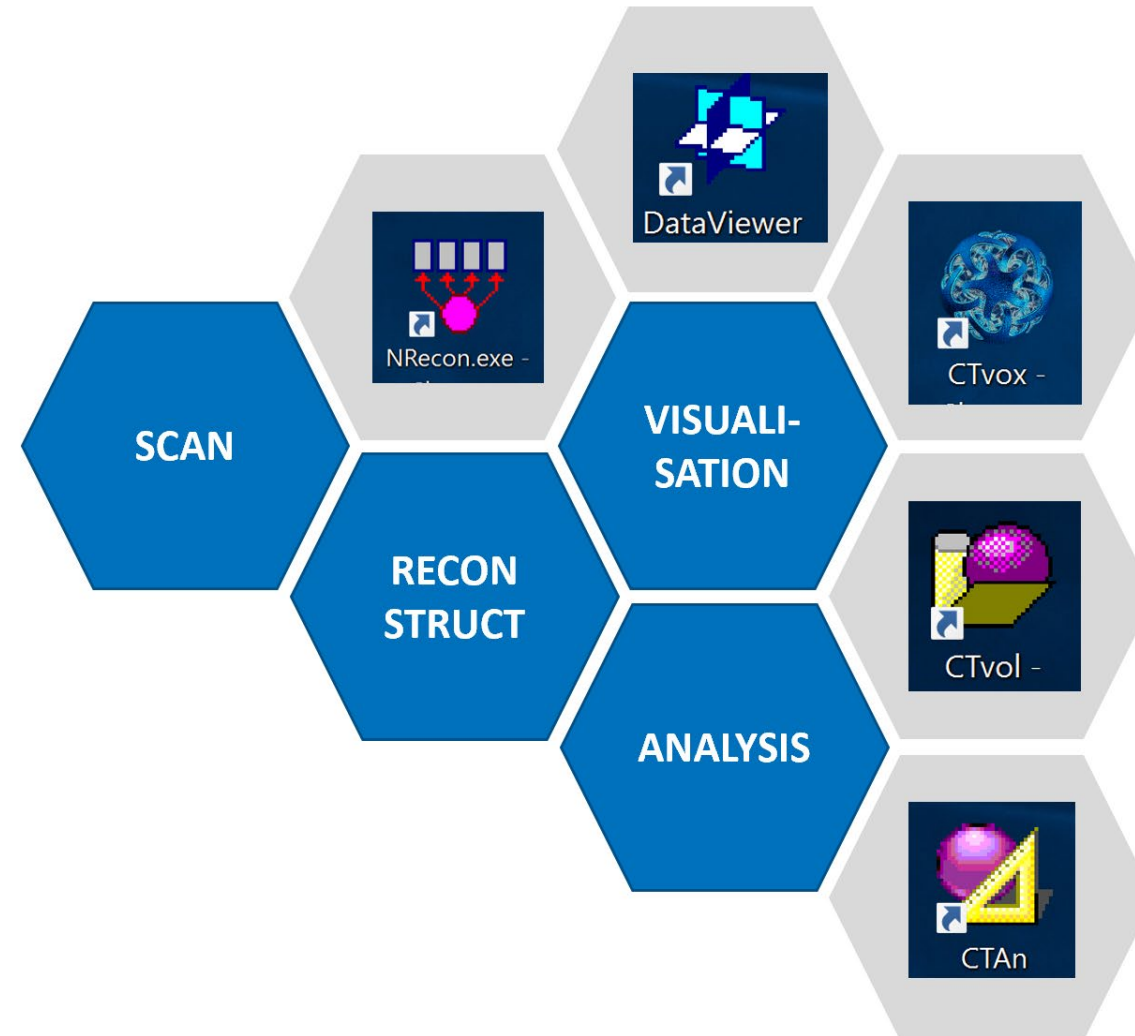 DataViewer
NRecon.exe -
CTvox -
SCAN
VISUALI-
SATION
RECON
STRUCT
CTvol -
ANALYSIS
CTAn